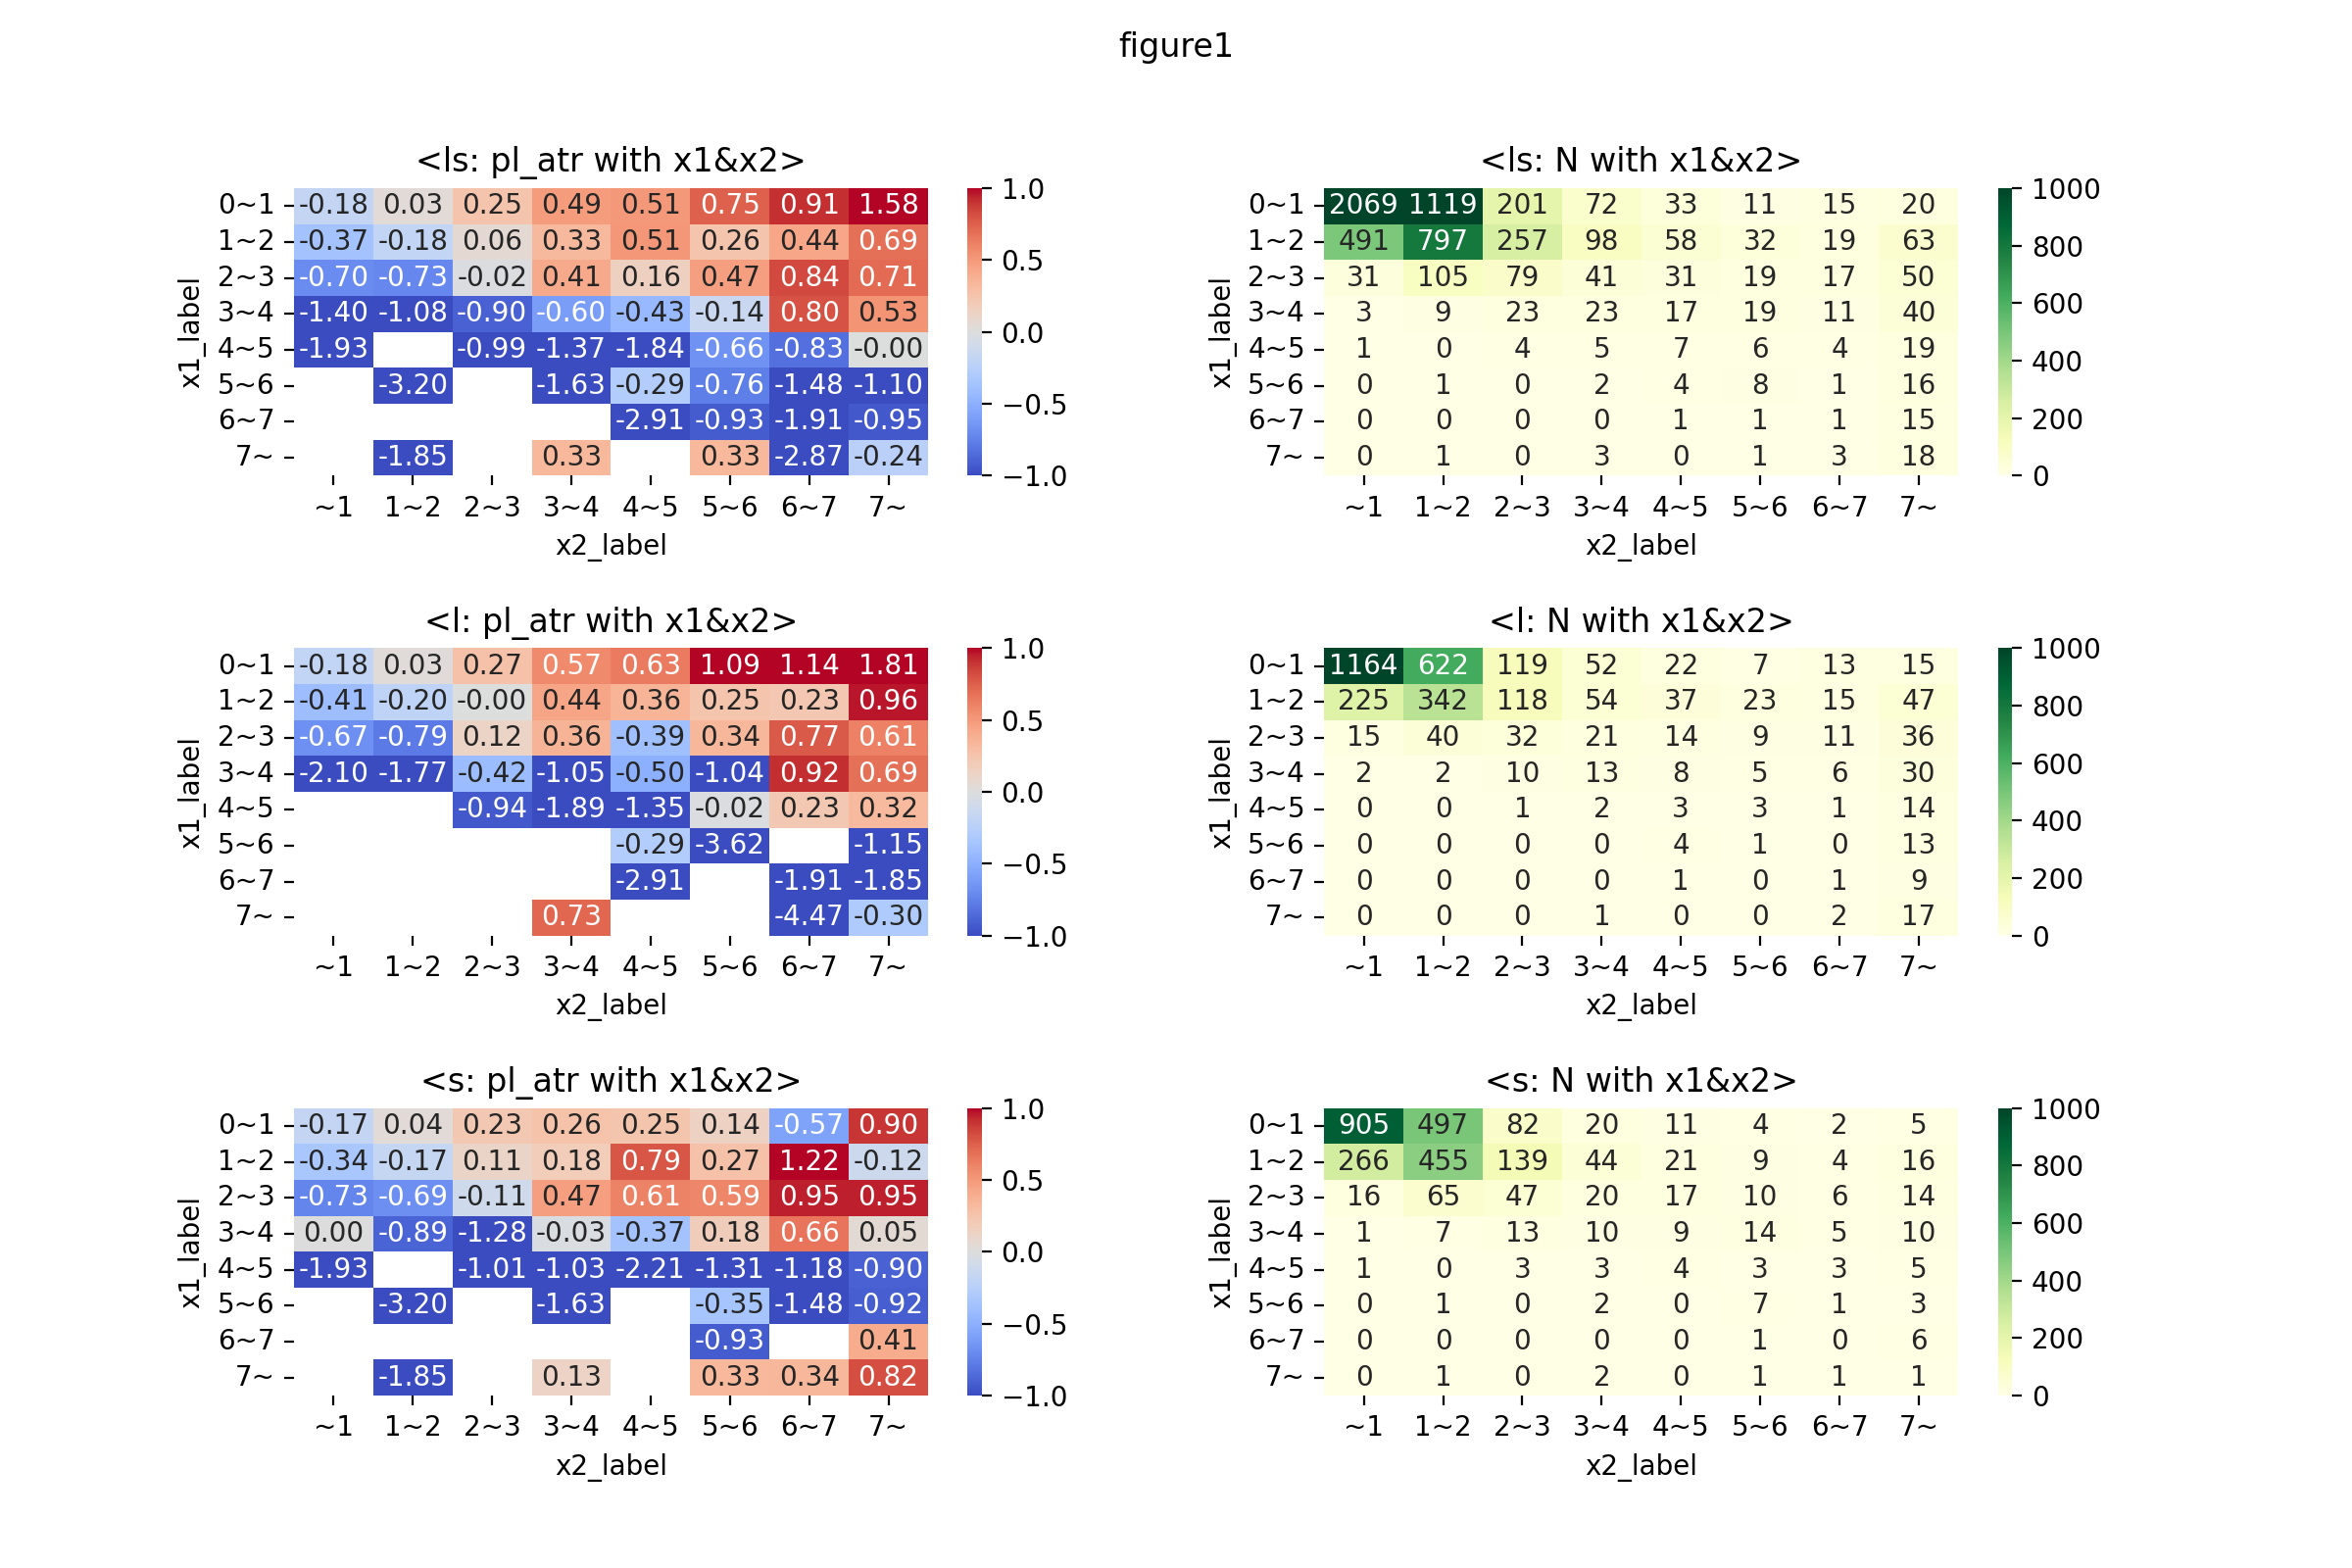 figure1
<ls: pl_atr with x1&x2>
0~1 -0.18 0.03 0.25 0.49 0.51 0.75 0.91 1.58
1~2 -0.37 -0.18 0.06 0.33 0.51 0.26 0.44 0.69
2~3 -0.70 -0.73 -0.02 0.41 0.16 0.47 0.84 0.71
3~4 -1.40 -1.08 -0.90 -0.60 -0.43 -0.14 0.80 0.53
4~5 -1.93 -0.99 -1.37 -1.84 -0.66 -0.83 -0.00
5~6 -3.20 -1.63 -0.29 -0.76 -1.48 -1.10
6~7 -2.91 -0.93 -1.91 -0.95
7~ -1.85 0.33 0.33 -2.87 -0.24
x1_label
~1 1~2 2~3 3~4 4~5 5~6 6~7 7~
x2_label
1.0
0.5
0.0
−0.5
−1.0
<ls: N with x1&x2>
0~1 2069 1119 201 72 33 11 15 20
1~2 491 797 257 98 58 32 19 63
2~3 31 105 79 41 31 19 17 50
3~4 3 9 23 23 17 19 11 40
4~5 1 0 4 5 7 6 4 19
5~6 0 1 0 2 4 8 1 16
6~7 0 0 0 0 1 1 1 15
7~ 0 1 0 3 0 1 3 18
x1_label
~1 1~2 2~3 3~4 4~5 5~6 6~7 7~
x2_label
1000
800
600
400
200
0
<l: pl_atr with x1&x2>
0~1 -0.18 0.03 0.27 0.57 0.63 1.09 1.14 1.81
1~2 -0.41 -0.20 -0.00 0.44 0.36 0.25 0.23 0.96
2~3 -0.67 -0.79 0.12 0.36 -0.39 0.34 0.77 0.61
3~4 -2.10 -1.77 -0.42 -1.05 -0.50 -1.04 0.92 0.69
4~5 -0.94 -1.89 -1.35 -0.02 0.23 0.32
5~6 -0.29 -3.62 -1.15
6~7 -2.91 -1.91 -1.85
7~ 0.73 -4.47 -0.30
x1_label
~1 1~2 2~3 3~4 4~5 5~6 6~7 7~
x2_label
1.0
0.5
0.0
−0.5
−1.0
<l: N with x1&x2>
0~1 1164 622 119 52 22 7 13 15
1~2 225 342 118 54 37 23 15 47
2~3 15 40 32 21 14 9 11 36
3~4 2 2 10 13 8 5 6 30
4~5 0 0 1 2 3 3 1 14
5~6 0 0 0 0 4 1 0 13
6~7 0 0 0 0 1 0 1 9
7~ 0 0 0 1 0 0 2 17
x1_label
~1 1~2 2~3 3~4 4~5 5~6 6~7 7~
x2_label
1000
800
600
400
200
0
<s: pl_atr with x1&x2>
0~1 -0.17 0.04 0.23 0.26 0.25 0.14 -0.57 0.90
1~2 -0.34 -0.17 0.11 0.18 0.79 0.27 1.22 -0.12
2~3 -0.73 -0.69 -0.11 0.47 0.61 0.59 0.95 0.95
3~4 0.00 -0.89 -1.28 -0.03 -0.37 0.18 0.66 0.05
4~5 -1.93 -1.01 -1.03 -2.21 -1.31 -1.18 -0.90
5~6 -3.20 -1.63 -0.35 -1.48 -0.92
6~7 -0.93 0.41
7~ -1.85 0.13 0.33 0.34 0.82
x1_label
~1 1~2 2~3 3~4 4~5 5~6 6~7 7~
x2_label
1.0
0.5
0.0
−0.5
−1.0
<s: N with x1&x2>
0~1 905 497 82 20 11 4 2 5
1~2 266 455 139 44 21 9 4 16
2~3 16 65 47 20 17 10 6 14
3~4 1 7 13 10 9 14 5 10
4~5 1 0 3 3 4 3 3 5
5~6 0 1 0 2 0 7 1 3
6~7 0 0 0 0 0 1 0 6
7~ 0 1 0 2 0 1 1 1
x1_label
~1 1~2 2~3 3~4 4~5 5~6 6~7 7~
x2_label
1000
800
600
400
200
0